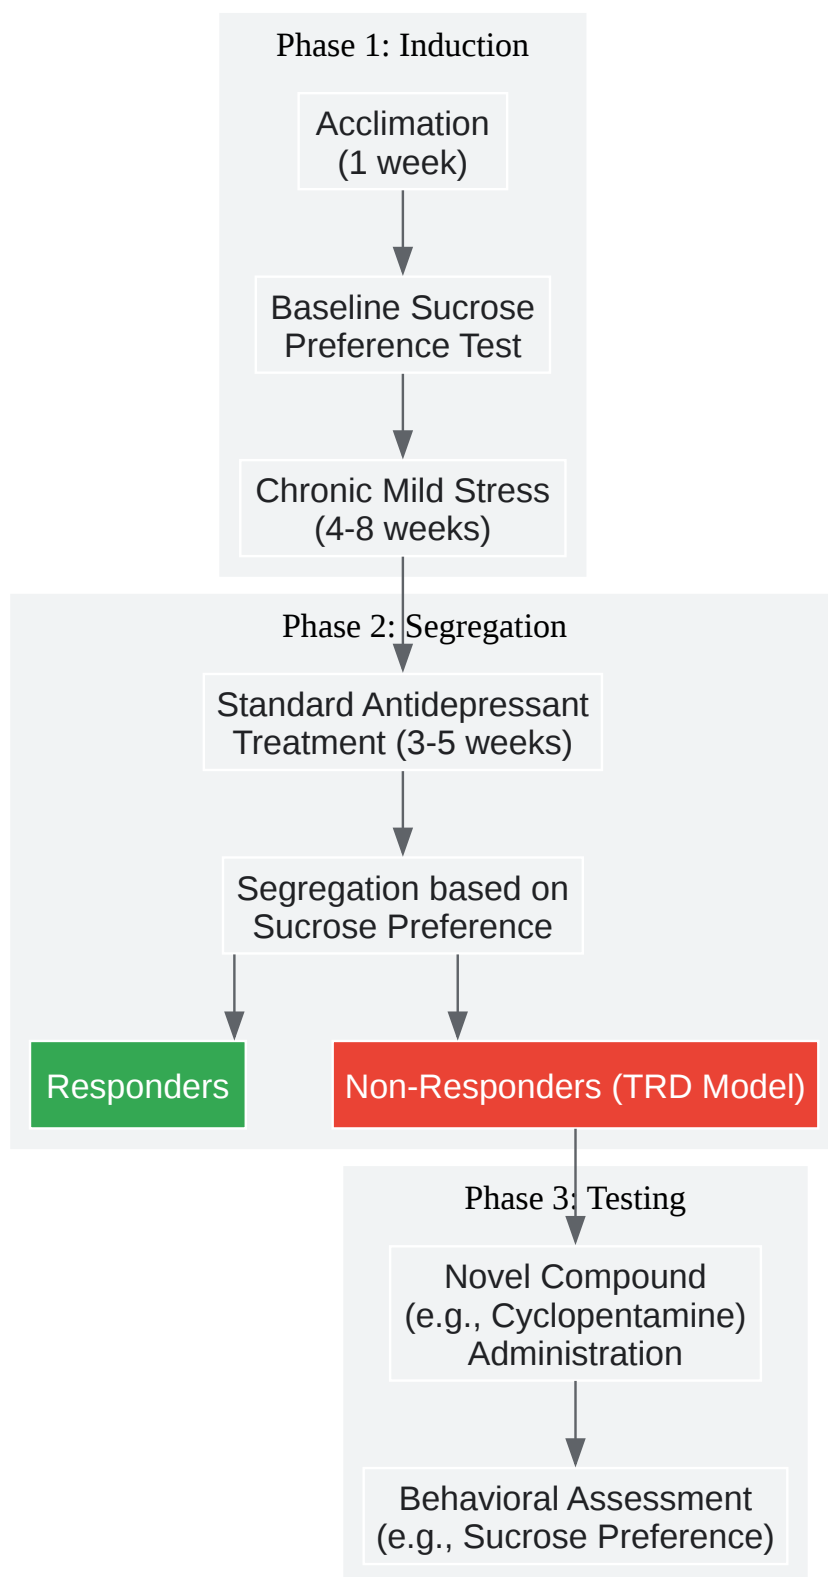 Phase 1: Induction
Acclimation
(1 week)
Baseline Sucrose
Preference Test
Chronic Mild Stress
(4-8 weeks)
Phase 2: Segregation
Standard Antidepressant
Treatment (3-5 weeks)
Segregation based on
Sucrose Preference
Responders
Non-Responders (TRD Model)
Phase 3: Testing
Novel Compound
(e.g., Cyclopentamine)
Administration
Behavioral Assessment
(e.g., Sucrose Preference)